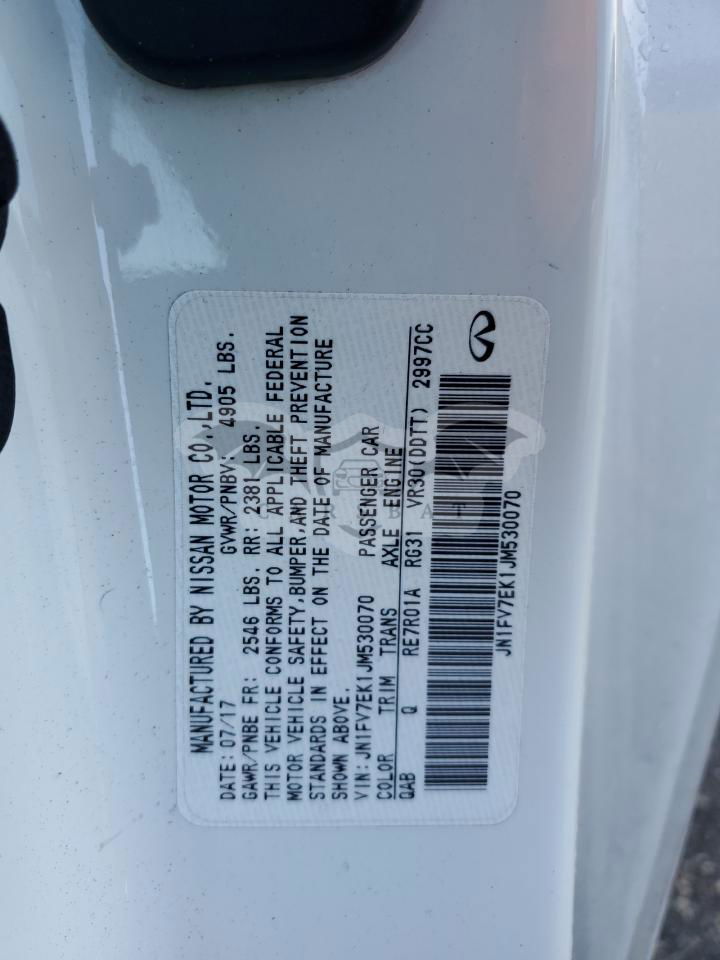 MANUFACTURED BY NISSAN MOTOR CO.,LTD.
DATE: 07/17 GVWR/PNBV: 4905 LBS.
GAWR/PNBE FR: 2546 LBS. RR: 2381 LBS.
THIS VEHICLE CONFORMS TO ALL APPLICABLE FEDERAL
MOTOR VEHICLE SAFETY,BUMPER,AND THEFT PREVENTION
STANDARDS IN EFFECT ON THE DATE OF MANUFACTURE
SHOWN ABOVE.
VIN:JN1FV7EK1JM530070 PASSENGER CAR
COLOR TRIM TRANS AXLE ENGINE
QAB Q RE7R01A RG31 VR30(DDTT) 2997CC
JN1FV7EK1JM530070